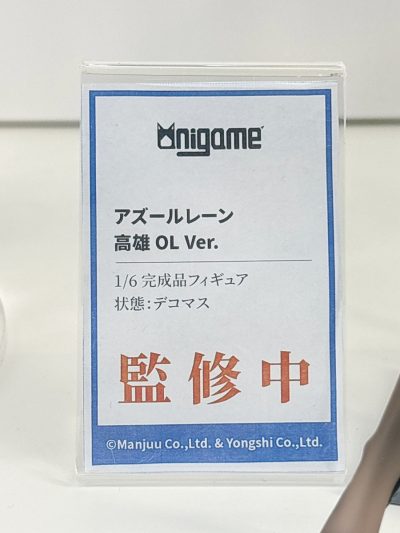 Onigame
アズールレーン
高雄 OL Ver.
1/6 完成品フィギュア
状態:デコマス
監修中
©Manjuu Co.,Ltd. & Yongshi Co.,Ltd.